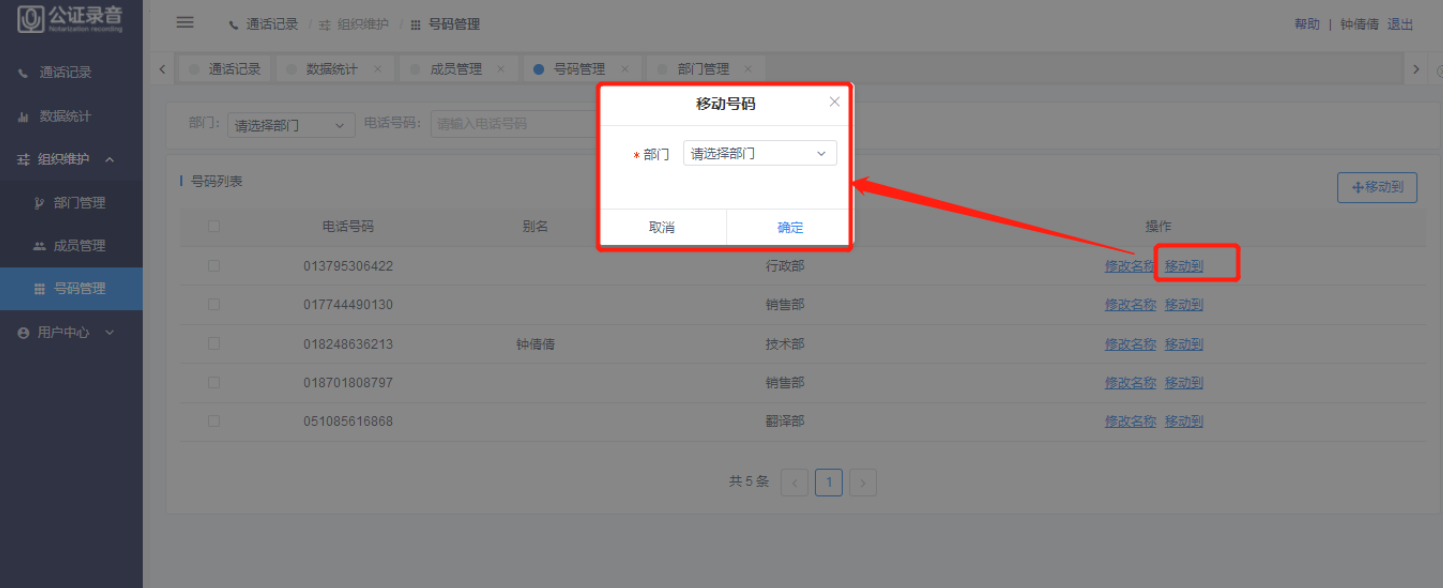 公证录音
Notarization recording
通话记录
数据统计
组织维护
部门管理
成员管理
号码管理
用户中心
通话记录 / 组织维护 / 号码管理
帮助 | 钟倩倩 退出
通话记录 数据统计 × 成员管理 × 号码管理 × 部门管理 ×
部门: 请选择部门 电话号码: 请输入电话号码
移动号码
* 部门 请选择部门
取消 确定
号码列表
移动到
电话号码 别名 操作
013795306422 行政部 修改名称 移动到
017744490130 销售部 修改名称 移动到
018248636213 钟倩倩 技术部 修改名称 移动到
018701808797 销售部 修改名称 移动到
051085616868 翻译部 修改名称 移动到
共 5 条 < 1 >